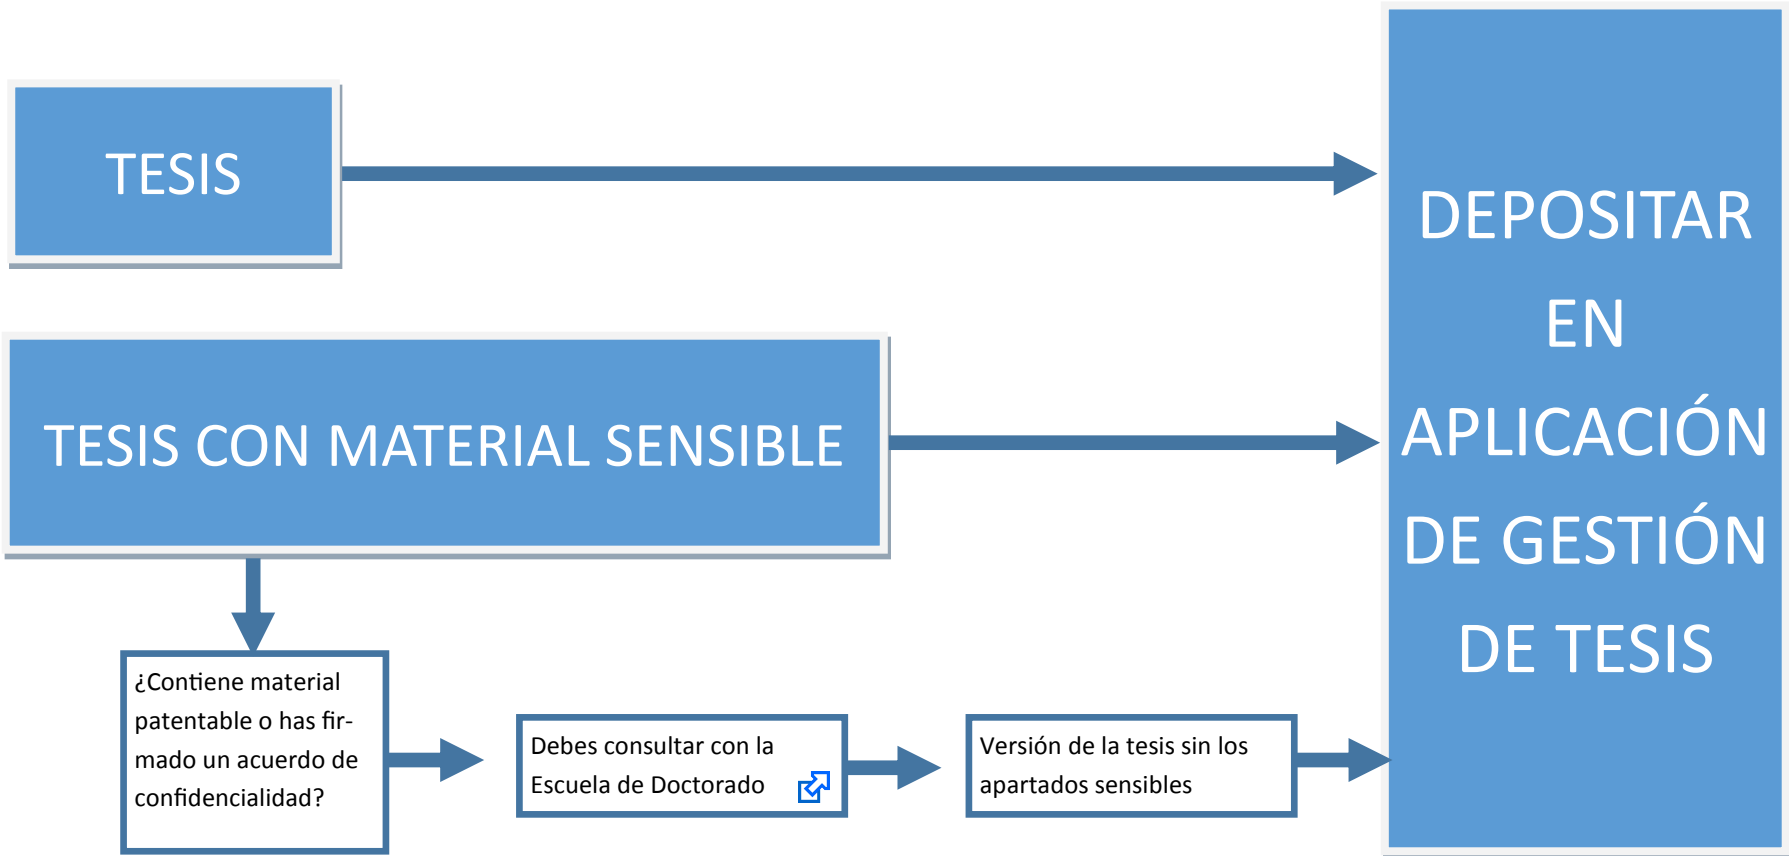 TESIS
TESIS CON MATERIAL SENSIBLE
¿Contiene material
patentable o has fir-
mado un acuerdo de
confidencialidad?
Debes consultar con la
Escuela de Doctorado
Versión de la tesis sin los
apartados sensibles
DEPOSITAR
EN
APLICACIÓN
DE GESTIÓN
DE TESIS